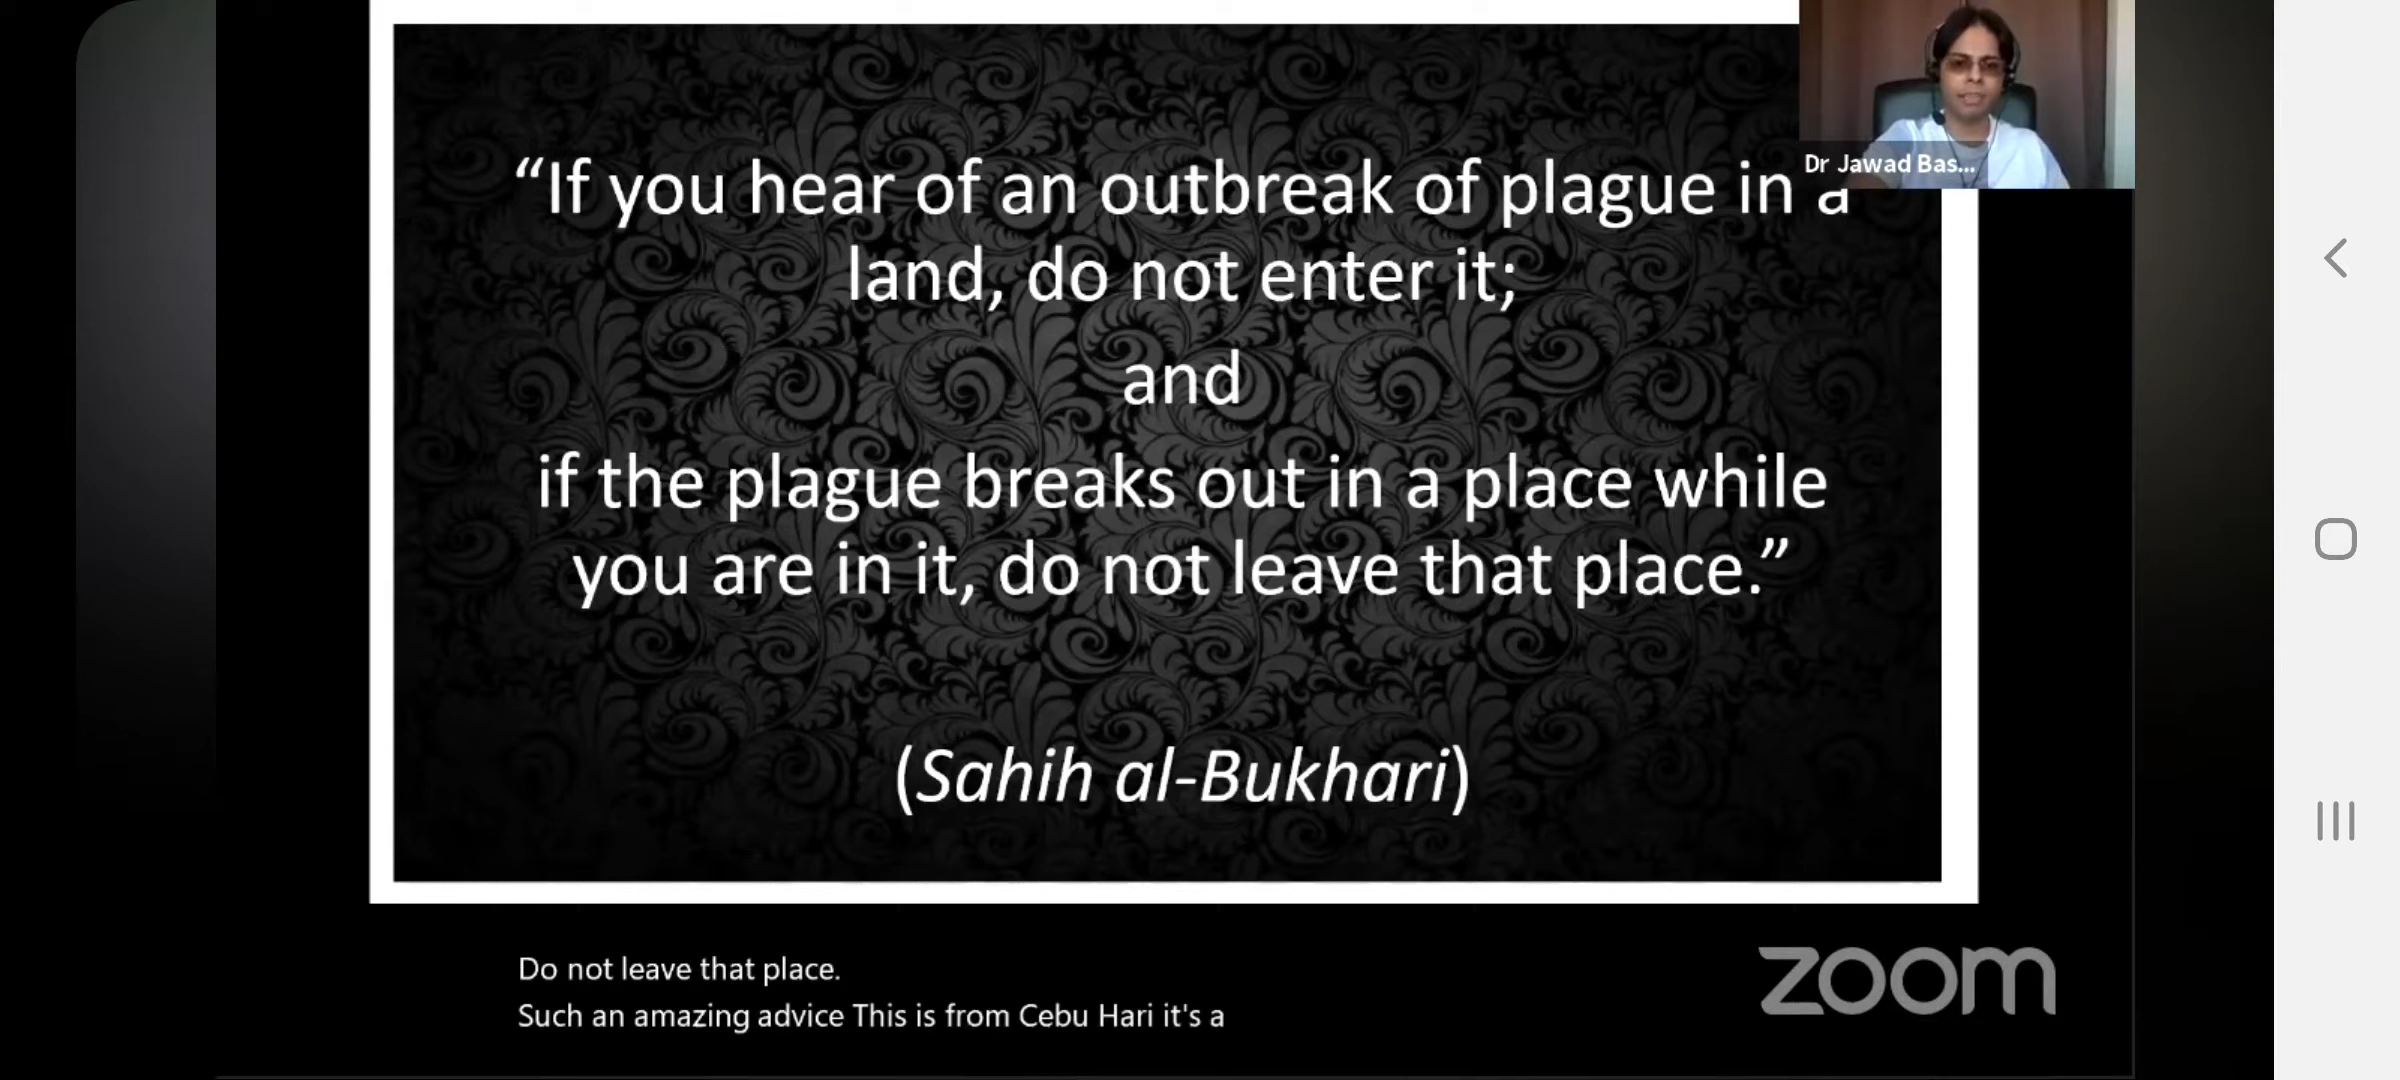 “If you hear of an outbreak of plague in a
land, do not enter it;
and
if the plague breaks out in a place while
you are in it, do not leave that place.”
(Sahih al-Bukhari)
Dr Jawad Bas...
Do not leave that place.
Such an amazing advice This is from Cebu Hari it's a
zoom